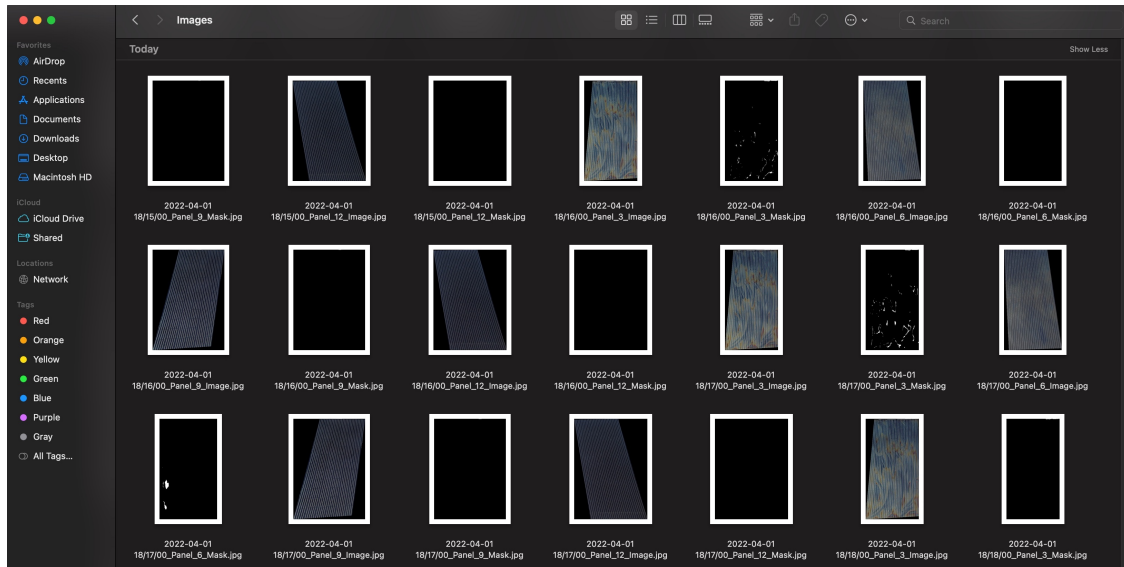 Images
Search
Favorites
AirDrop
Recents
Applications
Documents
Downloads
Desktop
Macintosh HD
iCloud
iCloud Drive
Shared
Locations
Network
Tags
Red
Orange
Yellow
Green
Blue
Purple
Gray
All Tags...
Today
Show Less
2022-04-01 18/15/00_Panel_9_Mask.jpg
2022-04-01 18/15/00_Panel_12_Image.jpg
2022-04-01 18/15/00_Panel_12_Mask.jpg
2022-04-01 18/16/00_Panel_3_Image.jpg
2022-04-01 18/16/00_Panel_3_Mask.jpg
2022-04-01 18/16/00_Panel_6_Image.jpg
2022-04-01 18/16/00_Panel_6_Mask.jpg
2022-04-01 18/16/00_Panel_9_Image.jpg
2022-04-01 18/16/00_Panel_9_Mask.jpg
2022-04-01 18/16/00_Panel_12_Image.jpg
2022-04-01 18/16/00_Panel_12_Mask.jpg
2022-04-01 18/17/00_Panel_3_Image.jpg
2022-04-01 18/17/00_Panel_3_Mask.jpg
2022-04-01 18/17/00_Panel_6_Image.jpg
2022-04-01 18/17/00_Panel_6_Mask.jpg
2022-04-01 18/17/00_Panel_9_Image.jpg
2022-04-01 18/17/00_Panel_9_Mask.jpg
2022-04-01 18/17/00_Panel_12_Image.jpg
2022-04-01 18/17/00_Panel_12_Mask.jpg
2022-04-01 18/18/00_Panel_3_Image.jpg
2022-04-01 18/18/00_Panel_3_Mask.jpg